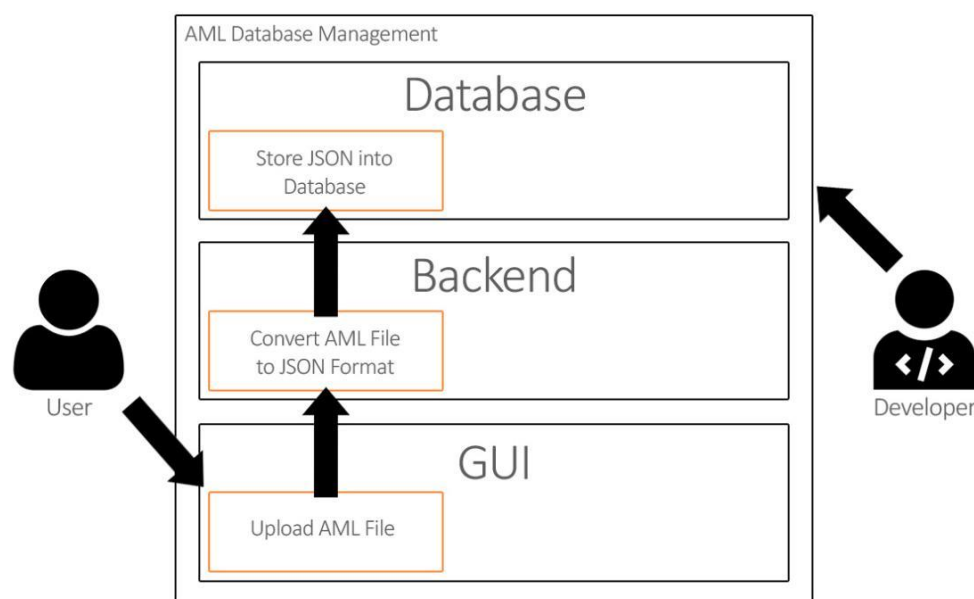 AML Database Management
Database
Store JSON into
Database
Backend
Convert AML File
to JSON Format
User
</>
Developer
GUI
Upload AML File